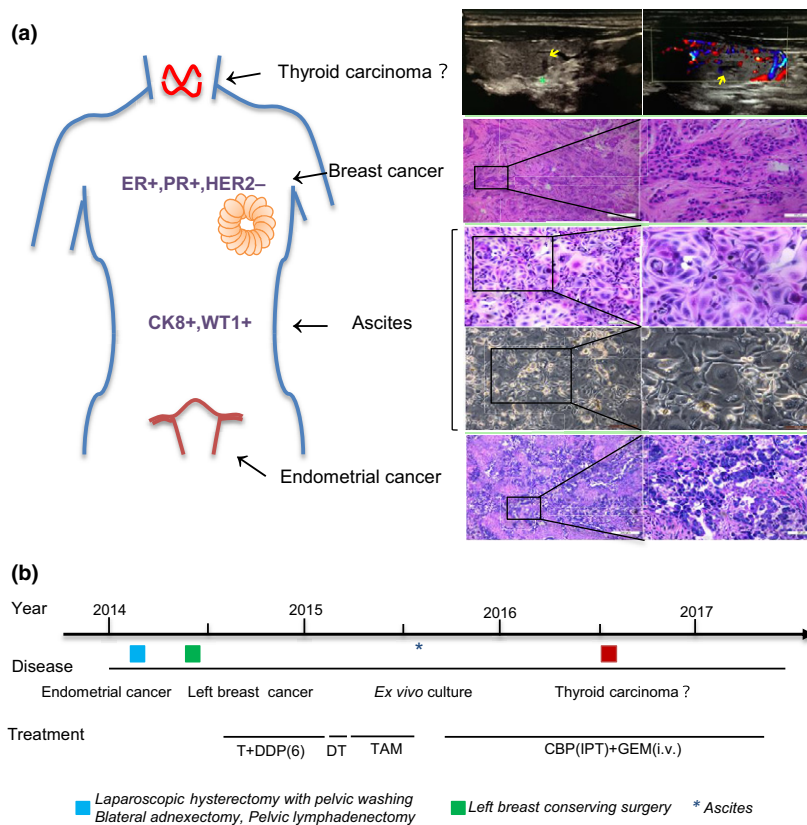 (a)
Thyroid carcinoma ?
Breast cancer
ER+,PR+,HER2–
CK8+,WT1+
Ascites
Endometrial cancer
(b)
Year
2014 2015 2016 2017
Disease
Endometrial cancer Left breast cancer Ex vivo culture Thyroid carcinoma ?
*
Treatment
T+DDP(6) DT TAM CBP(IPT)+GEM(i.v.)
Laparoscopic hysterectomy with pelvic washing
Blateral adnexectomy, Pelvic lymphadenectomy
Left breast conserving surgery
* Ascites